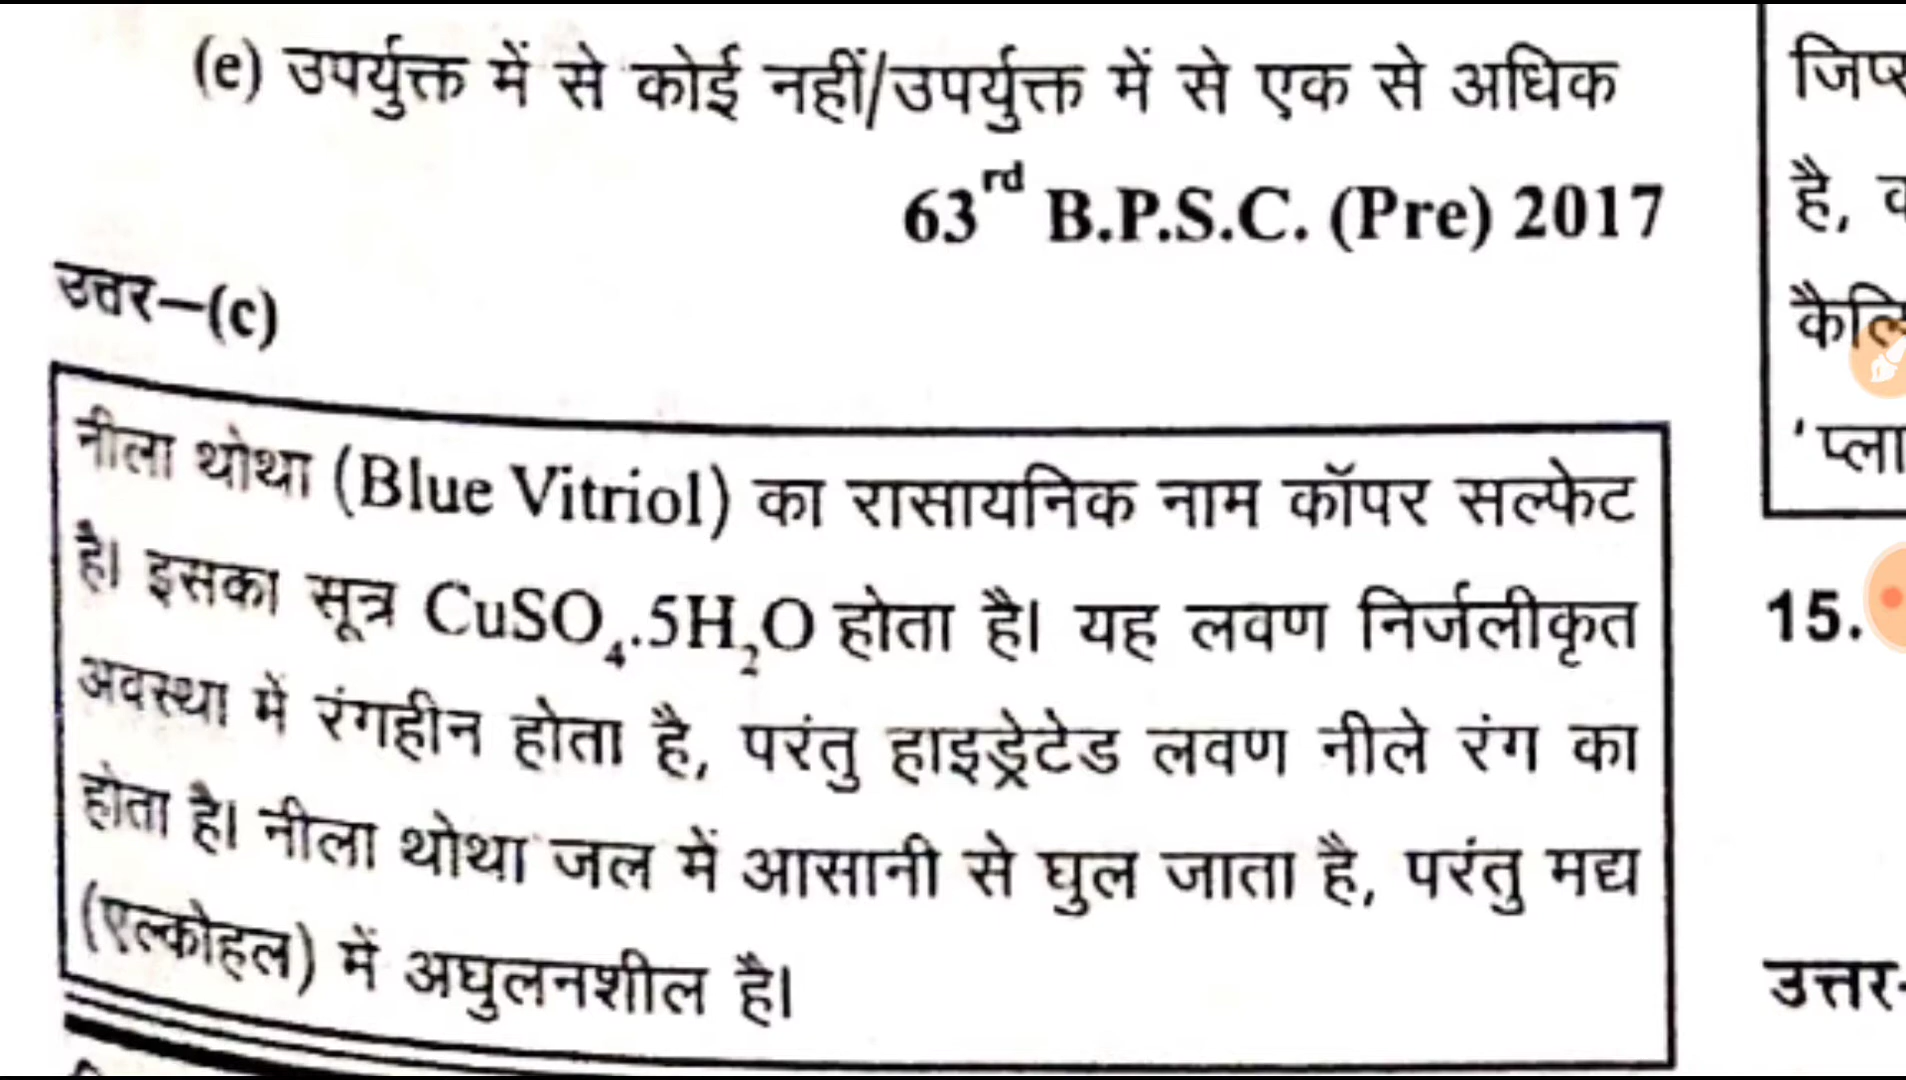 (e) उपर्युक्त में से कोई नहीं/उपर्युक्त में से एक से अधिक
63rd B.P.S.C. (Pre) 2017
उत्तर–(c)
नीला थोथा (Blue Vitriol) का रासायनिक नाम कॉपर सल्फेट
है। इसका सूत्र CuSO₄.5H₂O होता है। यह लवण निर्जलीकृत
अवस्था में रंगहीन होता है, परंतु हाइड्रेटेड लवण नीले रंग का
होता है। नीला थोथा जल में आसानी से घुल जाता है, परंतु मद्य
(एल्कोहल) में अघुलनशील है।
है,
15.
उत्तर-